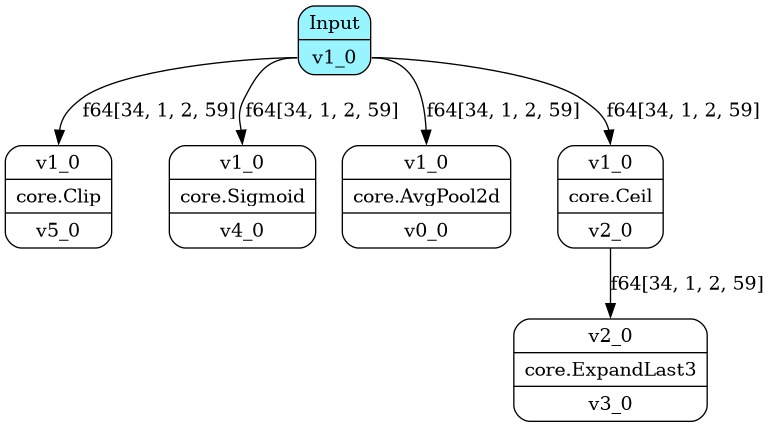 Input
v1_0
f64[34, 1, 2, 59]
f64[34, 1, 2, 59]
f64[34, 1, 2, 59]
f64[34, 1, 2, 59]
v1_0
core.Clip
v5_0
v1_0
core.Sigmoid
v4_0
v1_0
core.AvgPool2d
v0_0
v1_0
core.Ceil
v2_0
f64[34, 1, 2, 59]
v2_0
core.ExpandLast3
v3_0